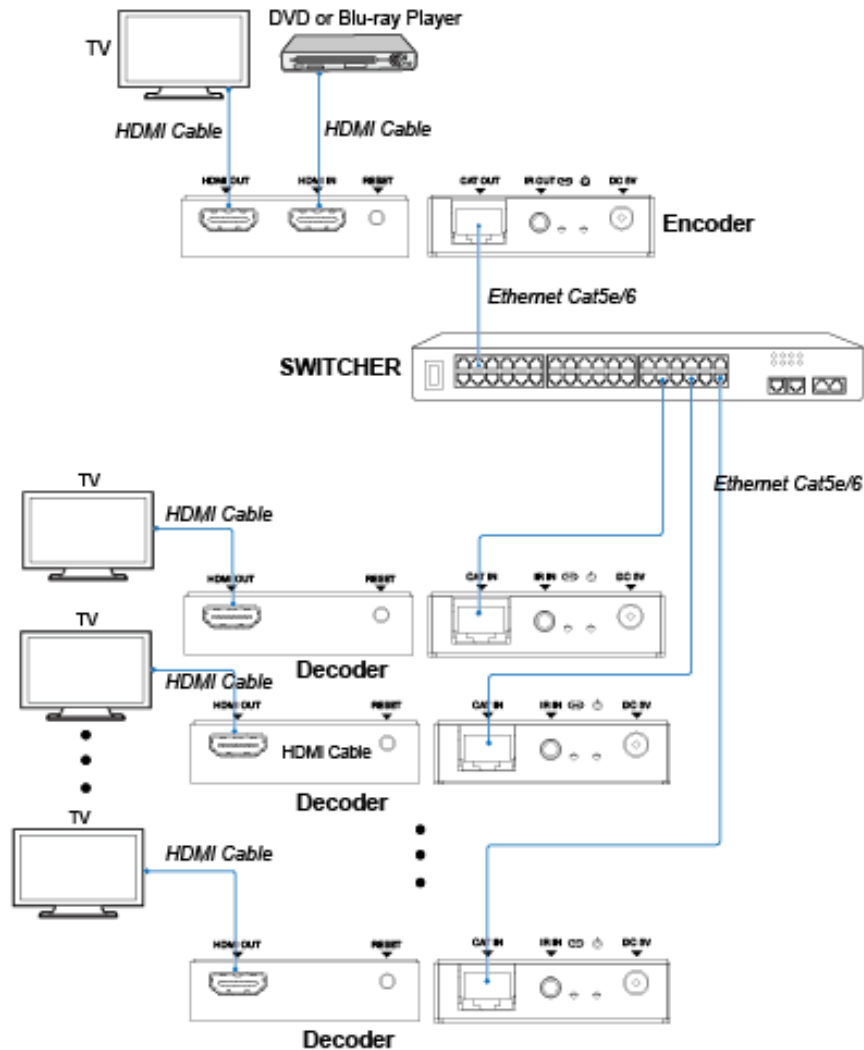 DVD or Blu-ray Player
TV
HDMI Cable
HDMI Cable
HDMI OUT
HDMI IN
RESET
CAT OUT
IR OUT
DC 5V
Encoder
Ethernet Cat5e/6
SWITCHER
Ethernet Cat5e/6
TV
HDMI Cable
HDMI OUT
RESET
CAT IN
IR IN
DC 5V
Decoder
TV
HDMI Cable
HDMI OUT
RESET
CAT IN
IR IN
DC 5V
HDMI Cable
Decoder
TV
HDMI Cable
HDMI OUT
RESET
CAT IN
IR IN
DC 5V
Decoder